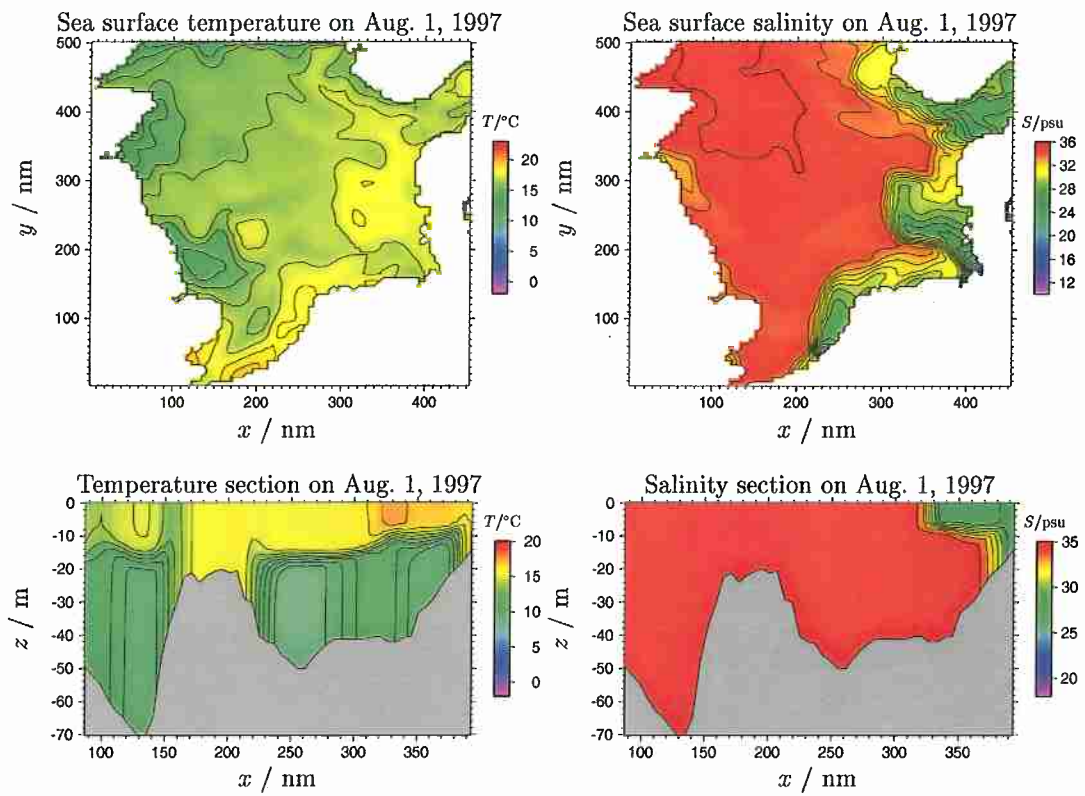 Sea surface temperature on Aug. 1, 1997
500
400
300
200
100
y / nm
100 200 300 400
x / nm
T/°C
20
15
10
5
0
Sea surface salinity on Aug. 1, 1997
500
400
300
200
100
y / nm
100 200 300 400
x / nm
S/psu
36
32
28
24
20
16
12
Temperature section on Aug. 1, 1997
0
-10
-20
-30
-40
-50
-60
-70
z / m
100 150 200 250 300 350
x / nm
T/°C
20
15
10
5
0
Salinity section on Aug. 1, 1997
0
-10
-20
-30
-40
-50
-60
-70
z / m
100 150 200 250 300 350
x / nm
S/psu
35
30
25
20